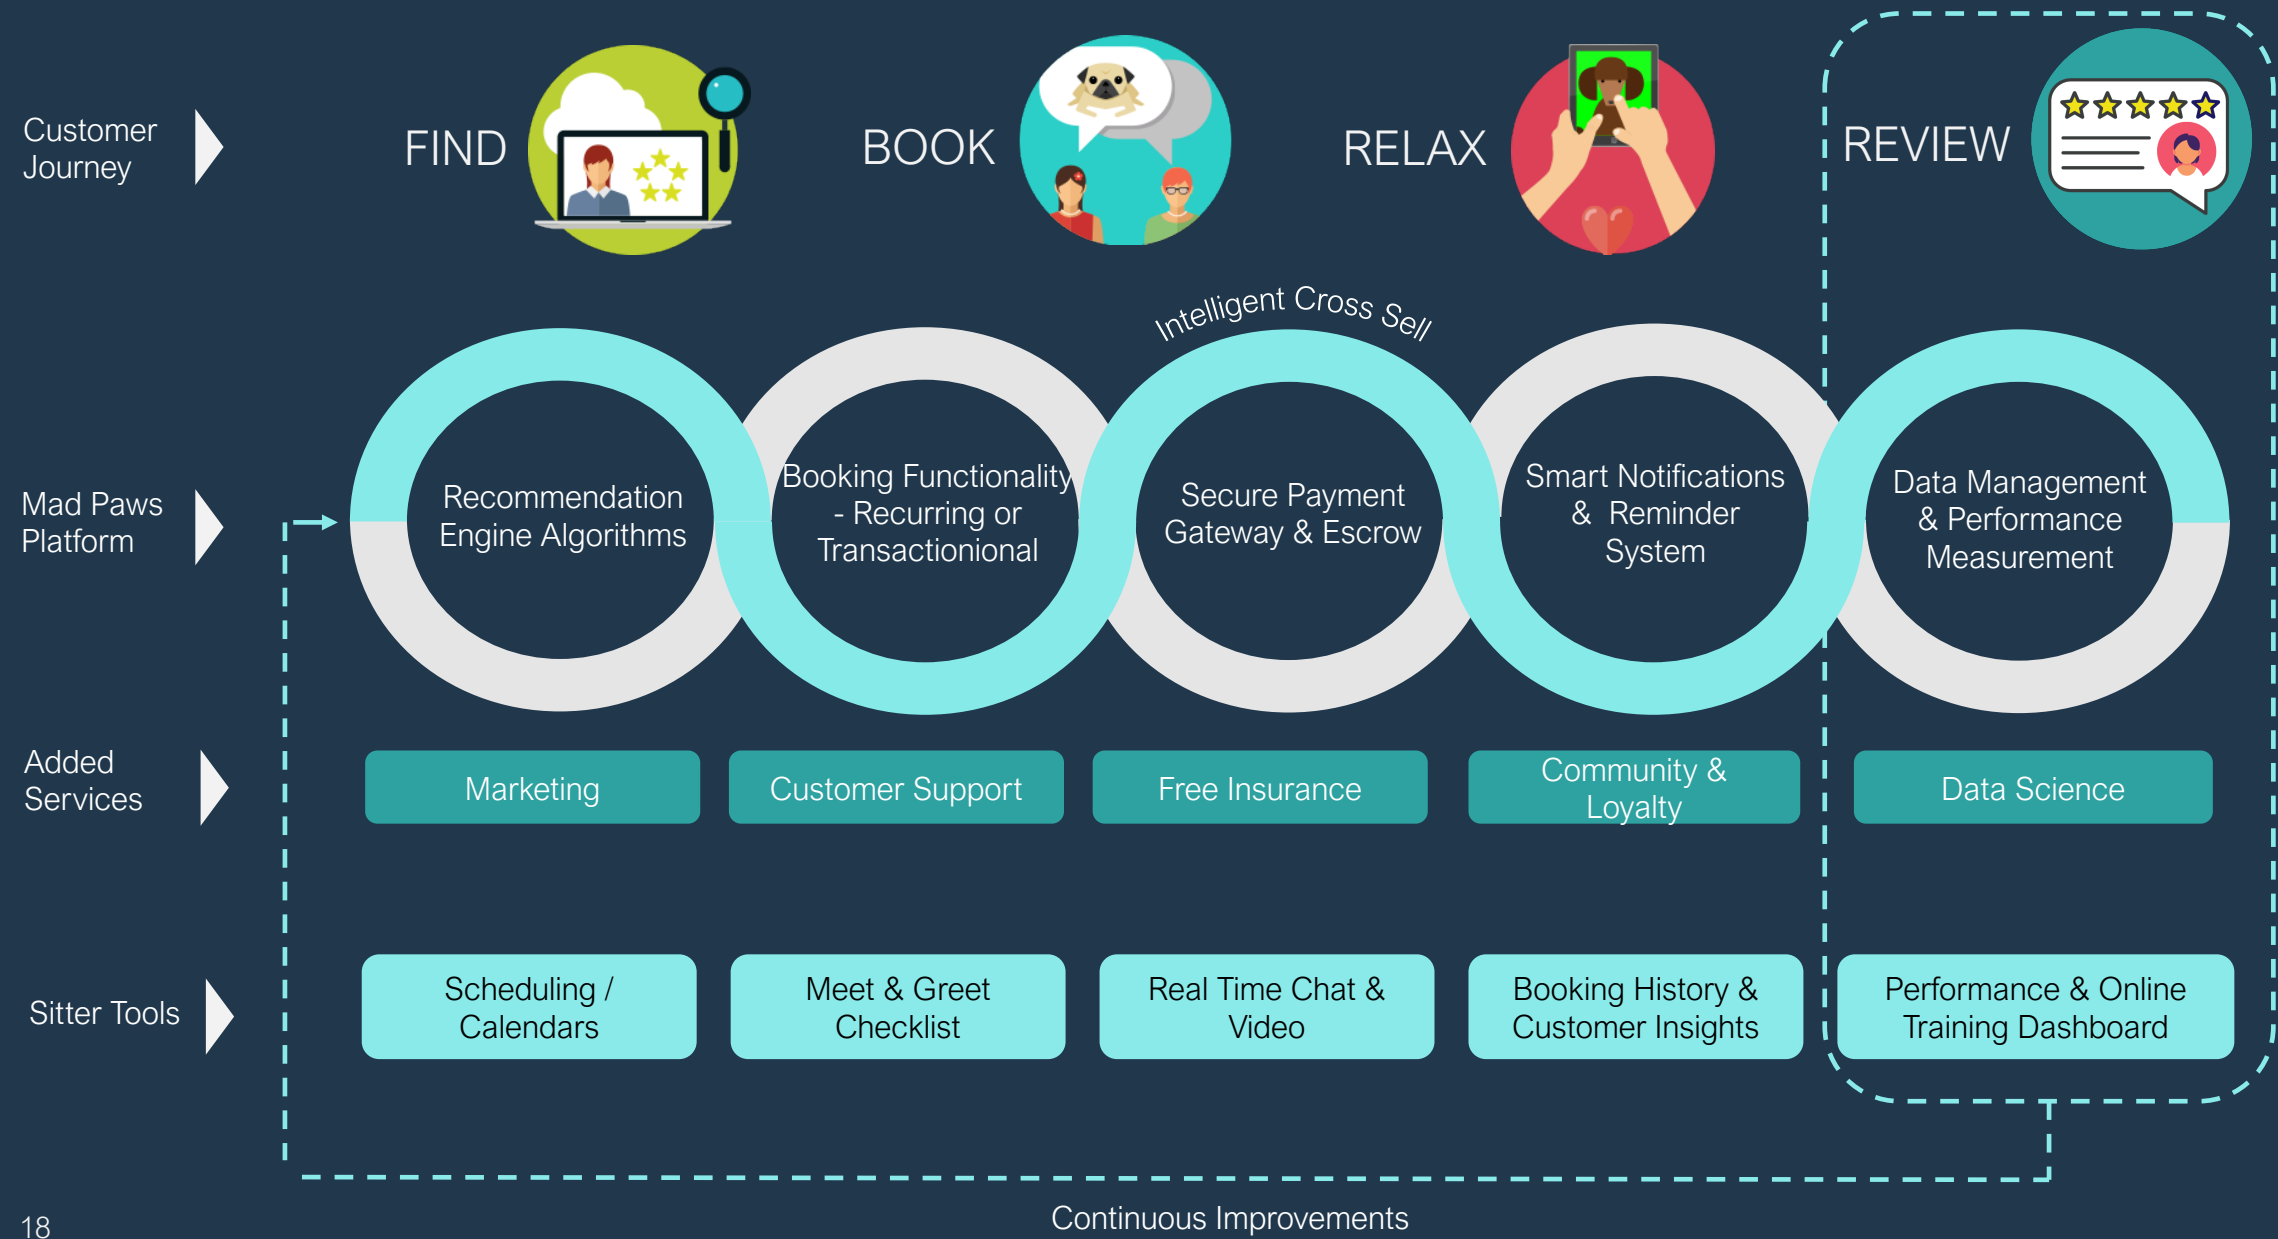 Customer
Journey
FIND
BOOK
RELAX
REVIEW
Intelligent Cross Sell
Mad Paws
Platform
Recommendation
Engine Algorithms
Booking Functionality
- Recurring or
Transactionional
Secure Payment
Gateway & Escrow
Smart Notifications
& Reminder
System
Data Management
& Performance
Measurement
Added
Services
Marketing
Customer Support
Free Insurance
Community &
Loyalty
Data Science
Sitter Tools
Scheduling /
Calendars
Meet & Greet
Checklist
Real Time Chat &
Video
Booking History &
Customer Insights
Performance & Online
Training Dashboard
Continuous Improvements
18